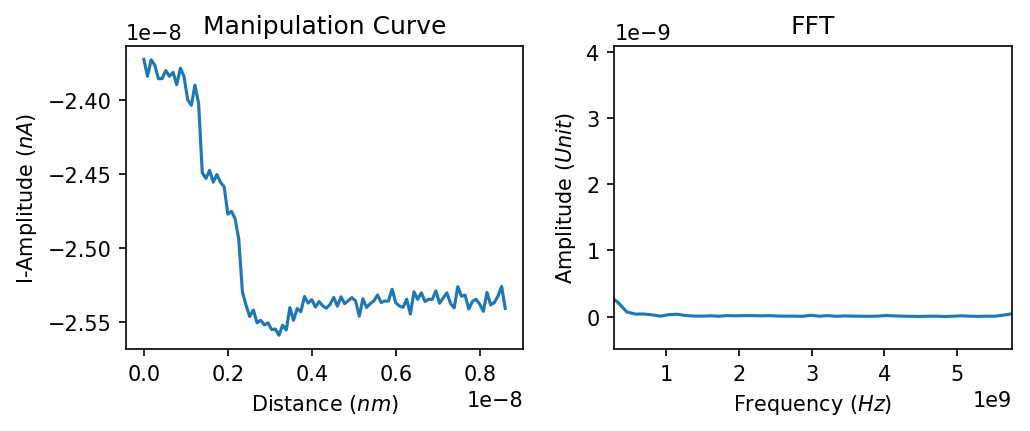 Manipulation Curve
1e−8
−2.40
−2.45
−2.50
−2.55
I-Amplitude (nA)
0.0 0.2 0.4 0.6 0.8
1e−8
Distance (nm)
FFT
1e−9
4
3
2
1
0
Amplitude (Unit)
1 2 3 4 5
1e9
Frequency (Hz)